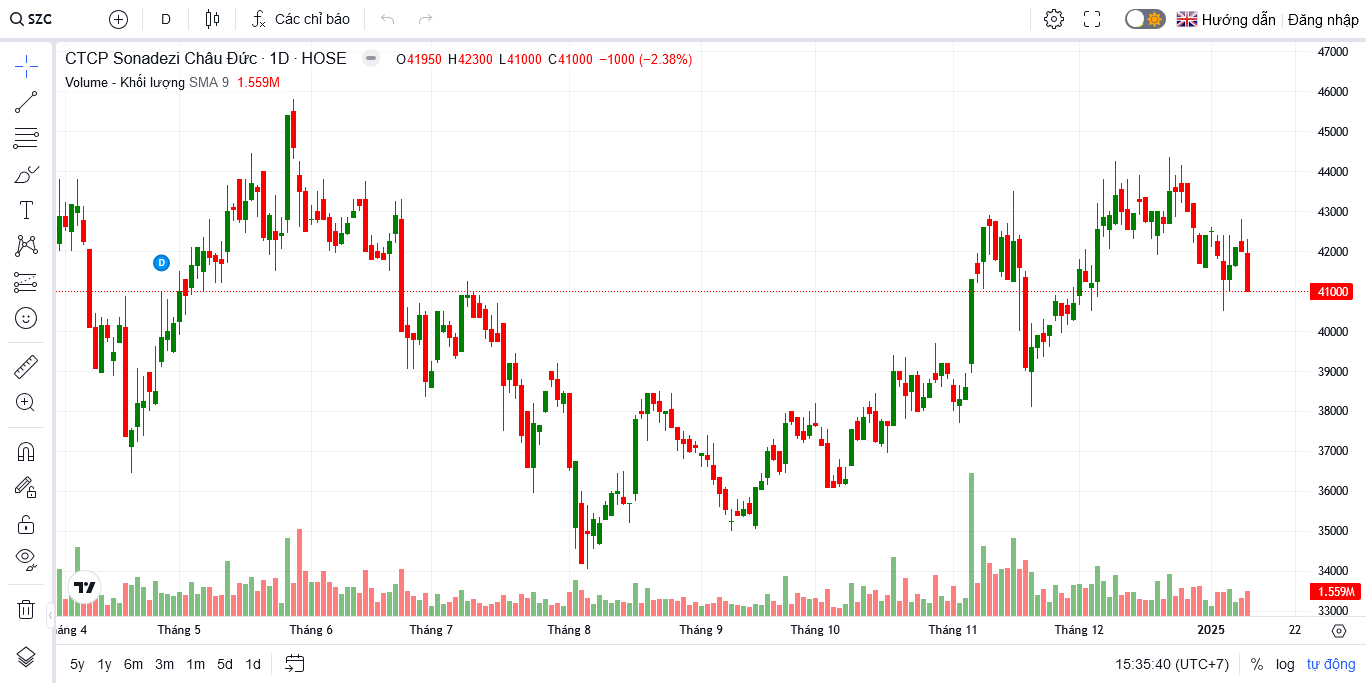 SZC D Các chỉ báo Hướng dẫn Đăng nhập
CTCP Sonadezi Châu Đức · 1D · HOSE O41950 H42300 L41000 C41000 −1000 (−2.38%)
Volume - Khối lượng SMA 9 1.559M
D
47000
46000
45000
44000
43000
42000
41000
40000
39000
38000
37000
36000
35000
34000
1.559M
33000
áng 4 Tháng 5 Tháng 6 Tháng 7 Tháng 8 Tháng 9 Tháng 10 Tháng 11 Tháng 12 2025 22
5y 1y 6m 3m 1m 5d 1d 15:35:40 (UTC+7) % log tự động